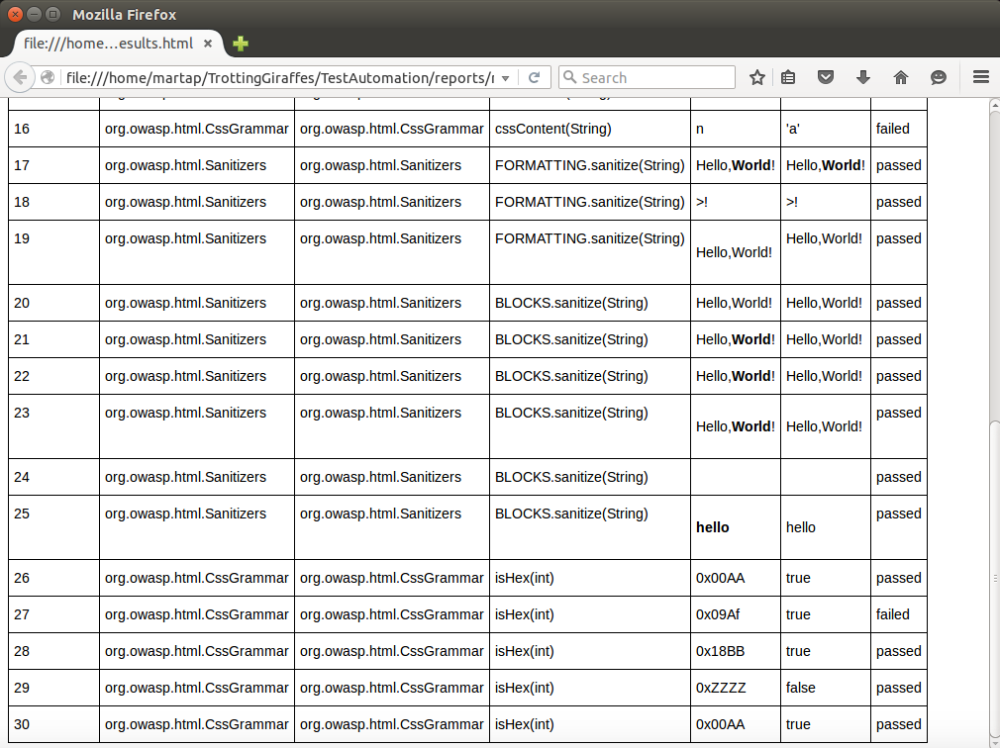 Mozilla Firefox
file:///home...esults.html
file:///home/martap/TrottingGiraffes/TestAutomation/reports/r Search
16 org.owasp.html.CssGrammar org.owasp.html.CssGrammar cssContent(String) n 'a' failed
17 org.owasp.html.Sanitizers org.owasp.html.Sanitizers FORMATTING.sanitize(String) Hello,World! Hello,World! passed
18 org.owasp.html.Sanitizers org.owasp.html.Sanitizers FORMATTING.sanitize(String) >! >! passed
19 org.owasp.html.Sanitizers org.owasp.html.Sanitizers FORMATTING.sanitize(String) Hello,World! Hello,World! passed
20 org.owasp.html.Sanitizers org.owasp.html.Sanitizers BLOCKS.sanitize(String) Hello,World! Hello,World! passed
21 org.owasp.html.Sanitizers org.owasp.html.Sanitizers BLOCKS.sanitize(String) Hello,World! Hello,World! passed
22 org.owasp.html.Sanitizers org.owasp.html.Sanitizers BLOCKS.sanitize(String) Hello,World! Hello,World! passed
23 org.owasp.html.Sanitizers org.owasp.html.Sanitizers BLOCKS.sanitize(String) Hello,World! Hello,World! passed
24 org.owasp.html.Sanitizers org.owasp.html.Sanitizers BLOCKS.sanitize(String) passed
25 org.owasp.html.Sanitizers org.owasp.html.Sanitizers BLOCKS.sanitize(String) hello hello passed
26 org.owasp.html.CssGrammar org.owasp.html.CssGrammar isHex(int) 0x00AA true passed
27 org.owasp.html.CssGrammar org.owasp.html.CssGrammar isHex(int) 0x09Af true failed
28 org.owasp.html.CssGrammar org.owasp.html.CssGrammar isHex(int) 0x18BB true passed
29 org.owasp.html.CssGrammar org.owasp.html.CssGrammar isHex(int) 0xZZZZ false passed
30 org.owasp.html.CssGrammar org.owasp.html.CssGrammar isHex(int) 0x00AA true passed